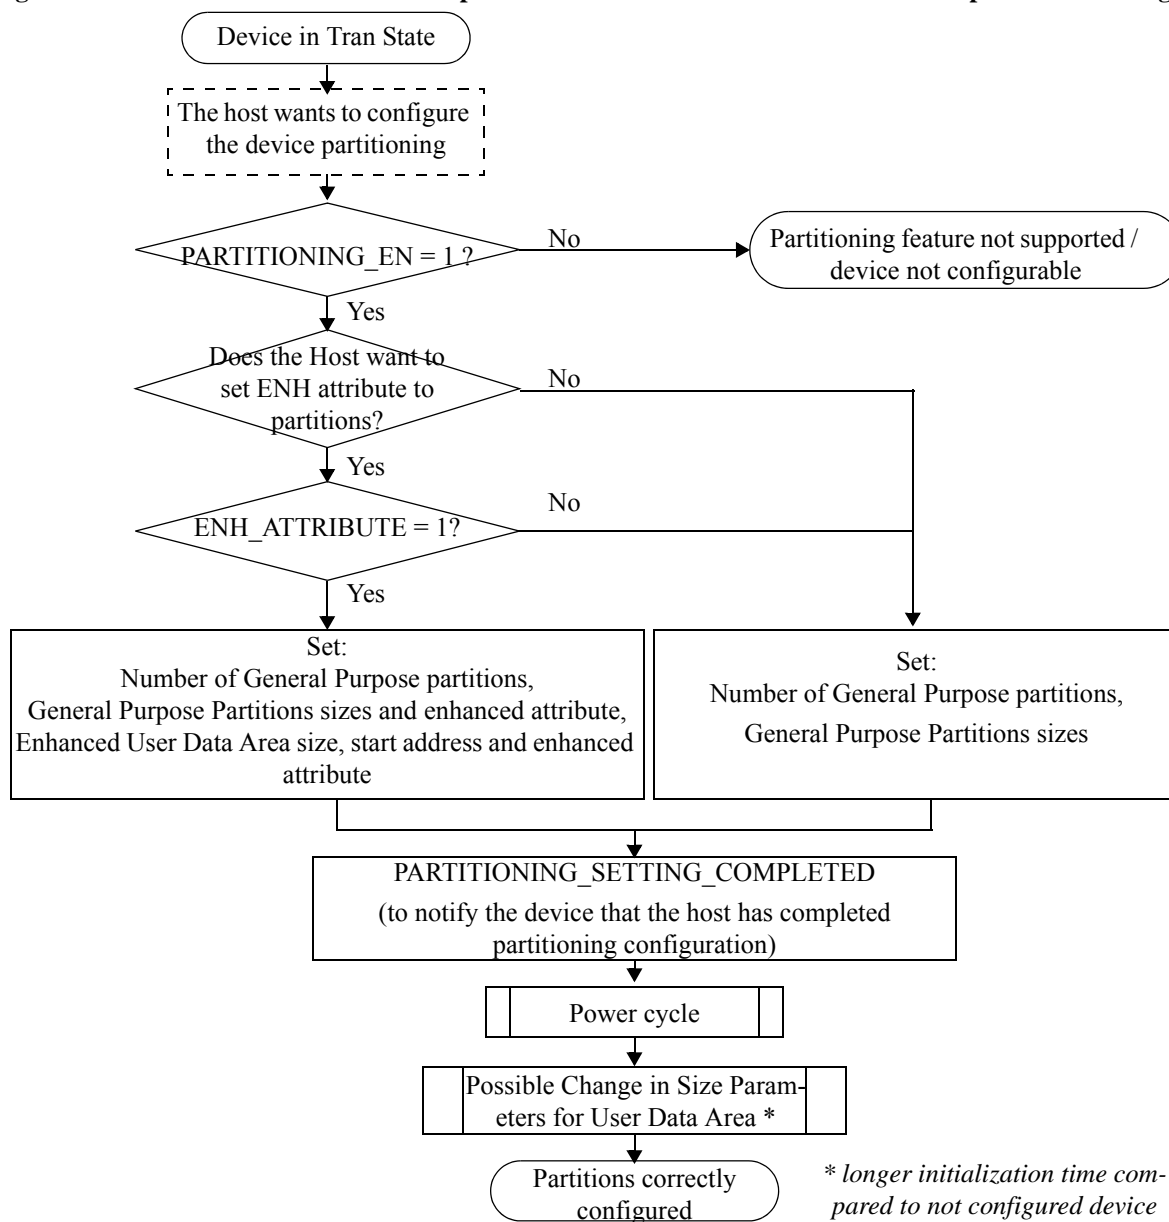 Device in Tran State
The host wants to configure
the device partitioning
PARTITIONING_EN = 1 ?
No
Partitioning feature not supported /
device not configurable
Yes
Does the Host want to
set ENH attribute to
partitions?
No
Yes
ENH_ATTRIBUTE = 1?
No
Yes
Set:
Number of General Purpose partitions,
General Purpose Partitions sizes and enhanced attribute,
Enhanced User Data Area size, start address and enhanced
attribute
Set:
Number of General Purpose partitions,
General Purpose Partitions sizes
PARTITIONING_SETTING_COMPLETED
(to notify the device that the host has completed
partitioning configuration)
Power cycle
Possible Change in Size Param-
eters for User Data Area *
Partitions correctly
configured
* longer initialization time com-
pared to not configured device